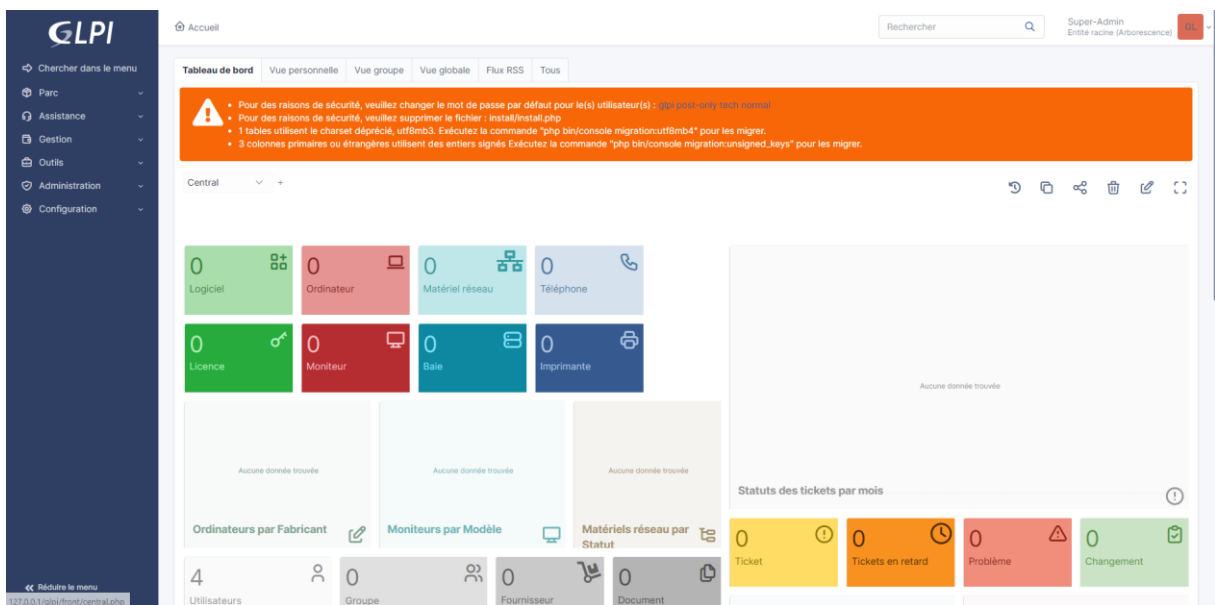 GLPI
Accueil
Rechercher
Super-Admin
Entité racine (Arborescence)
GL
Chercher dans le menu
Parc
Assistance
Gestion
Outils
Administration
Configuration
Tableau de bord
Vue personnelle
Vue groupe
Vue globale
Flux RSS
Tous
• Pour des raisons de sécurité, veuillez changer le mot de passe par défaut pour le(s) utilisateur(s) : glpi post-only tech normal
• Pour des raisons de sécurité, veuillez supprimer le fichier : install/install.php
• 1 tables utilisent le charset déprécié, utf8mb3. Exécutez la commande "php bin/console migration:utf8mb4" pour les migrer.
• 3 colonnes primaires ou étrangères utilisent des entiers signés Exécutez la commande "php bin/console migration:unsigned_keys" pour les migrer.
Central
+
0
Logiciel
0
Ordinateur
0
Matériel réseau
0
Téléphone
0
Licence
0
Moniteur
0
Baie
0
Imprimante
Aucune donnée trouvée
Statuts des tickets par mois
Aucune donnée trouvée
Ordinateurs par Fabricant
Aucune donnée trouvée
Moniteurs par Modèle
Aucune donnée trouvée
Matériels réseau par
Statut
0
Ticket
0
Tickets en retard
0
Problème
0
Changement
4
Utilisateurs
0
Groupe
0
Fournisseur
0
Document
Réduire le menu
127.0.0.1/glpi/front/central.php